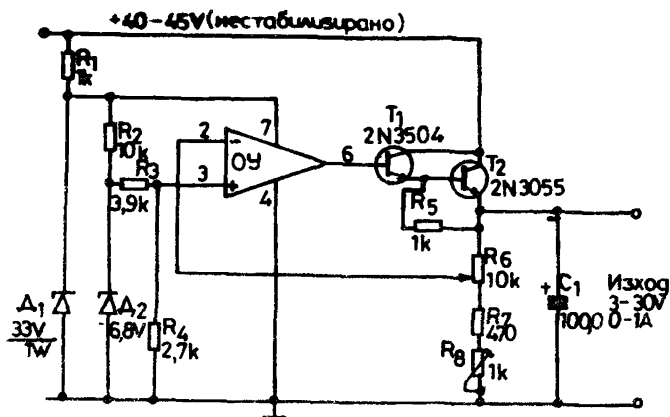 +40-45V(нестабилизирано)
R1
1k
R2
10k
R3
3,9k
2
3
ОУ
7
4
6
T1
2N3504
T2
2N3055
R5
1k
R6
10k
R7
470
R8
1k
C1
+
100,0
Изход
3-30V
0-1A
Д1
33V
1W
Д2
6,8V
R4
2,7k